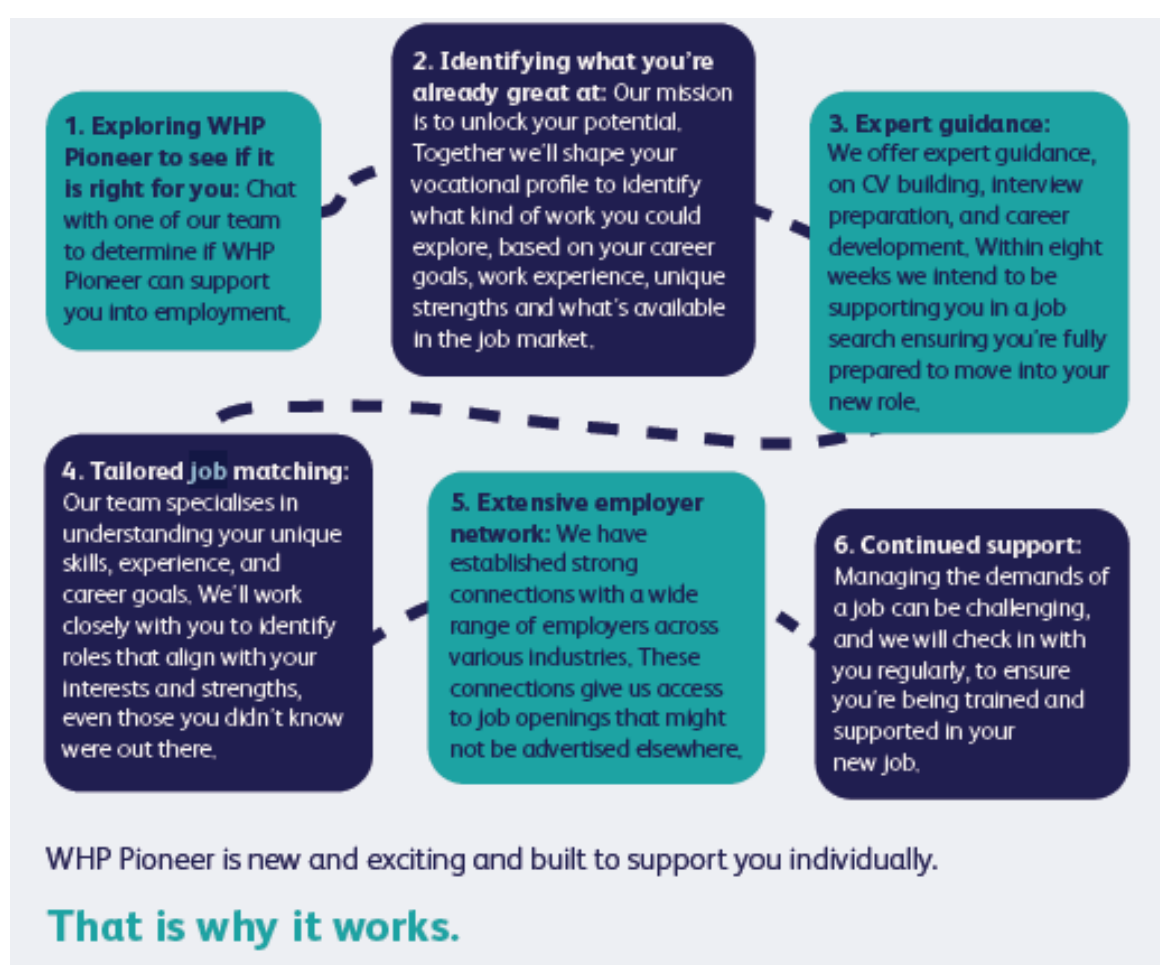 1. Exploring WHP
Pioneer to see if it
is right for you: Chat
with one of our team
to determine if WHP
Pioneer can support
you into employment.
2. Identifying what you're
already great at: Our mission
is to unlock your potential.
Together we'll shape your
vocational profile to identify
what kind of work you could
explore, based on your career
goals, work experience, unique
strengths and what's available
in the job market.
3. Expert guidance:
We offer expert guidance,
on CV building, interview
preparation, and career
development. Within eight
weeks we intend to be
supporting you in a job
search ensuring you're fully
prepared to move into your
new role.
4. Tailored job matching:
Our team specialises in
understanding your unique
skills, experience, and
career goals. We'll work
closely with you to identify
roles that align with your
interests and strengths,
even those you didn't know
were out there.
5. Extensive employer
network: We have
established strong
connections with a wide
range of employers across
various industries. These
connections give us access
to job openings that might
not be advertised elsewhere.
6. Continued support:
Managing the demands of
a job can be challenging,
and we will check in with
you regularly, to ensure
you're being trained and
supported in your
new job.
WHP Pioneer is new and exciting and built to support you individually.
That is why it works.